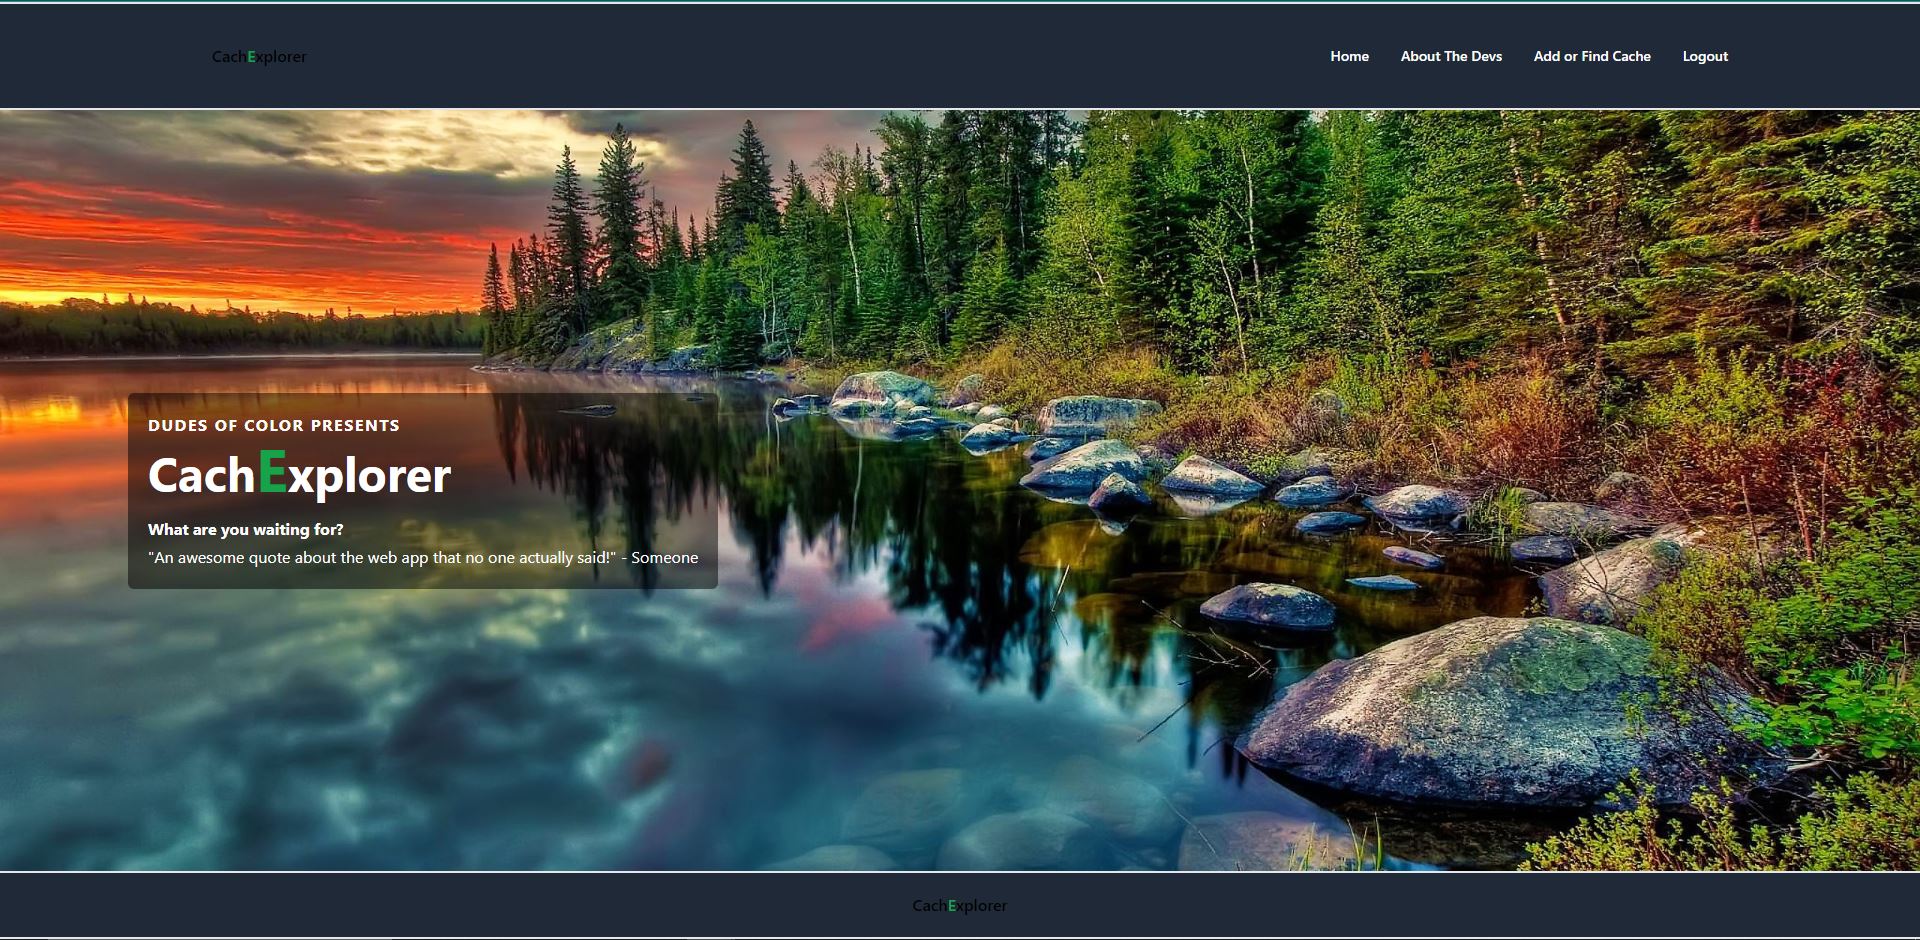 CachExplorer
Home About The Devs Add or Find Cache Logout
DUDES OF COLOR PRESENTS
CachExplorer
What are you waiting for?
"An awesome quote about the web app that no one actually said!" - Someone
CachExplorer